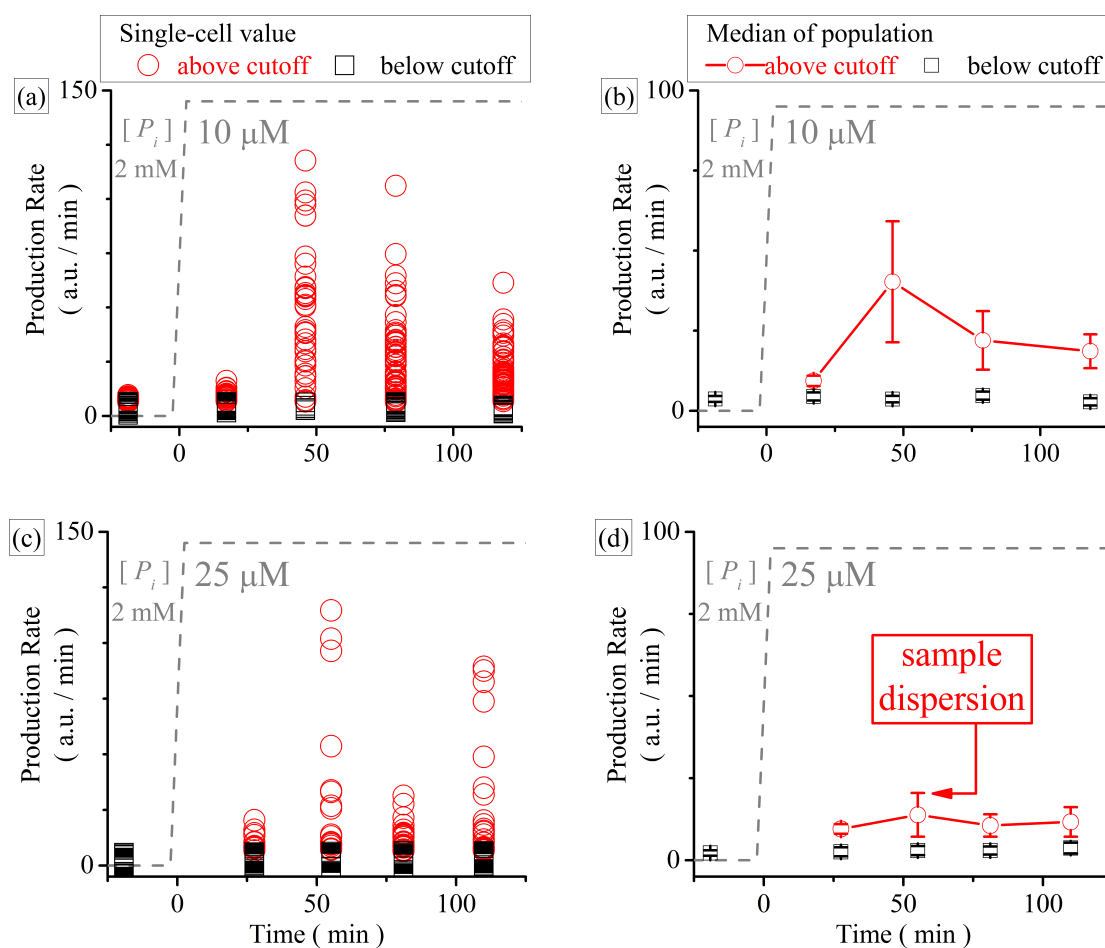 Single-cell value
above cutoff
below cutoff
Median of population
above cutoff
below cutoff
(a)
150
0
[ P_i ]
2 mM
10 μM
Production Rate
( a.u. / min )
0
50
100
(b)
100
0
[ P_i ]
2 mM
10 μM
Production Rate
( a.u. / min )
0
50
100
(c)
150
0
[ P_i ]
2 mM
25 μM
Production Rate
( a.u. / min )
0
50
100
Time ( min )
(d)
100
0
[ P_i ]
2 mM
25 μM
sample
dispersion
Production Rate
( a.u. / min )
0
50
100
Time ( min )